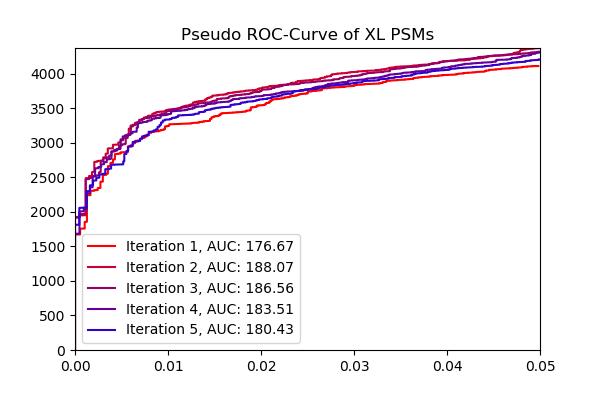 Pseudo ROC-Curve of XL PSMs
4000
3500
3000
2500
2000
1500
1000
500
0
Iteration 1, AUC: 176.67
Iteration 2, AUC: 188.07
Iteration 3, AUC: 186.56
Iteration 4, AUC: 183.51
Iteration 5, AUC: 180.43
0.00 0.01 0.02 0.03 0.04 0.05